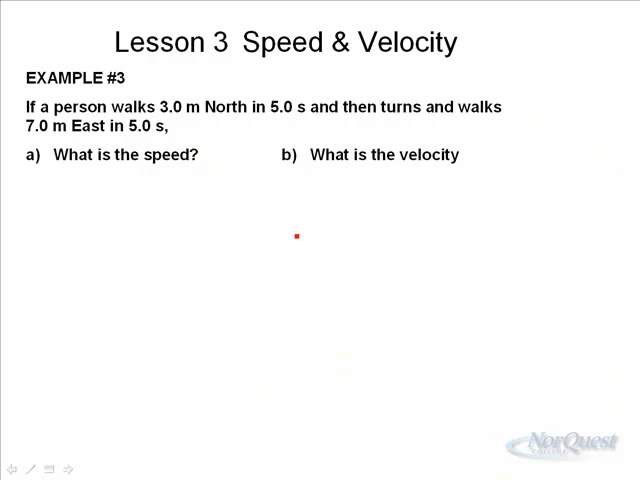 Lesson 3 Speed & Velocity
EXAMPLE #3
If a person walks 3.0 m North in 5.0 s and then turns and walks
7.0 m East in 5.0 s,
a) What is the speed? b) What is the velocity
NorQuest
COLLEGE